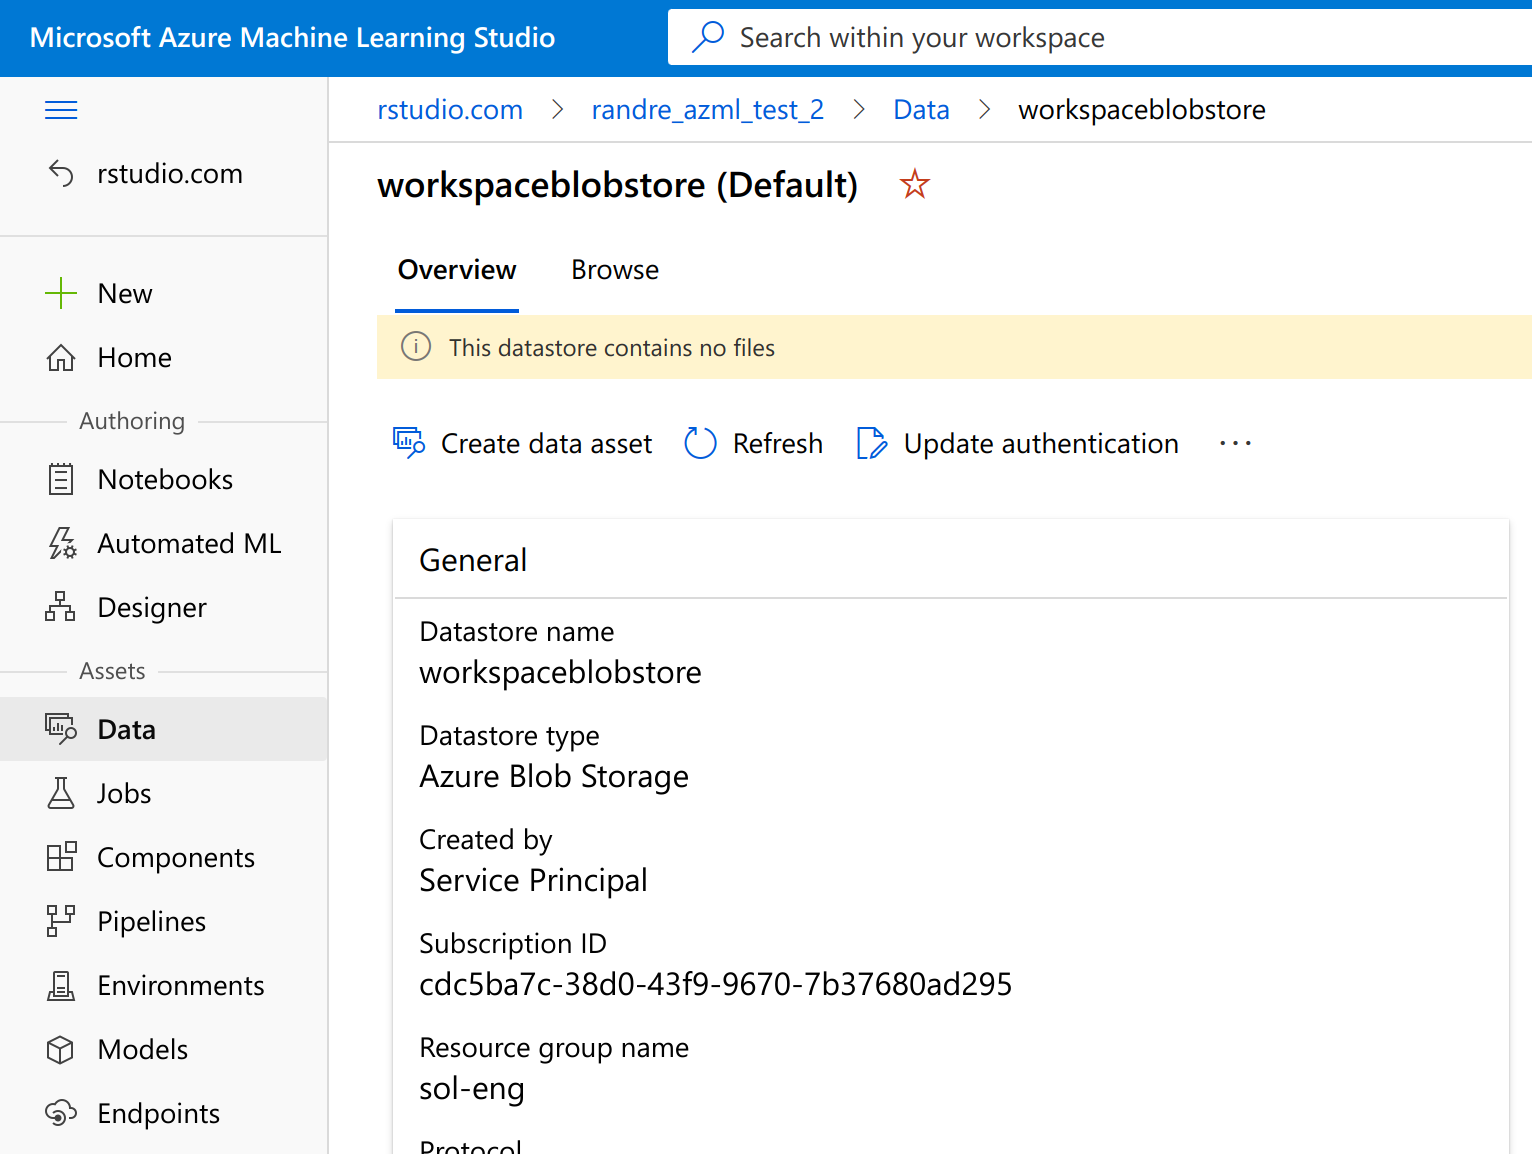 Microsoft Azure Machine Learning Studio
Search within your workspace
rstudio.com
New
Home
Authoring
Notebooks
Automated ML
Designer
Assets
Data
Jobs
Components
Pipelines
Environments
Models
Endpoints
rstudio.com > randre_azml_test_2 > Data > workspaceblobstore
workspaceblobstore (Default)
Overview Browse
This datastore contains no files
Create data asset Refresh Update authentication ...
General
Datastore name
workspaceblobstore
Datastore type
Azure Blob Storage
Created by
Service Principal
Subscription ID
cdc5ba7c-38d0-43f9-9670-7b37680ad295
Resource group name
sol-eng
Protocol